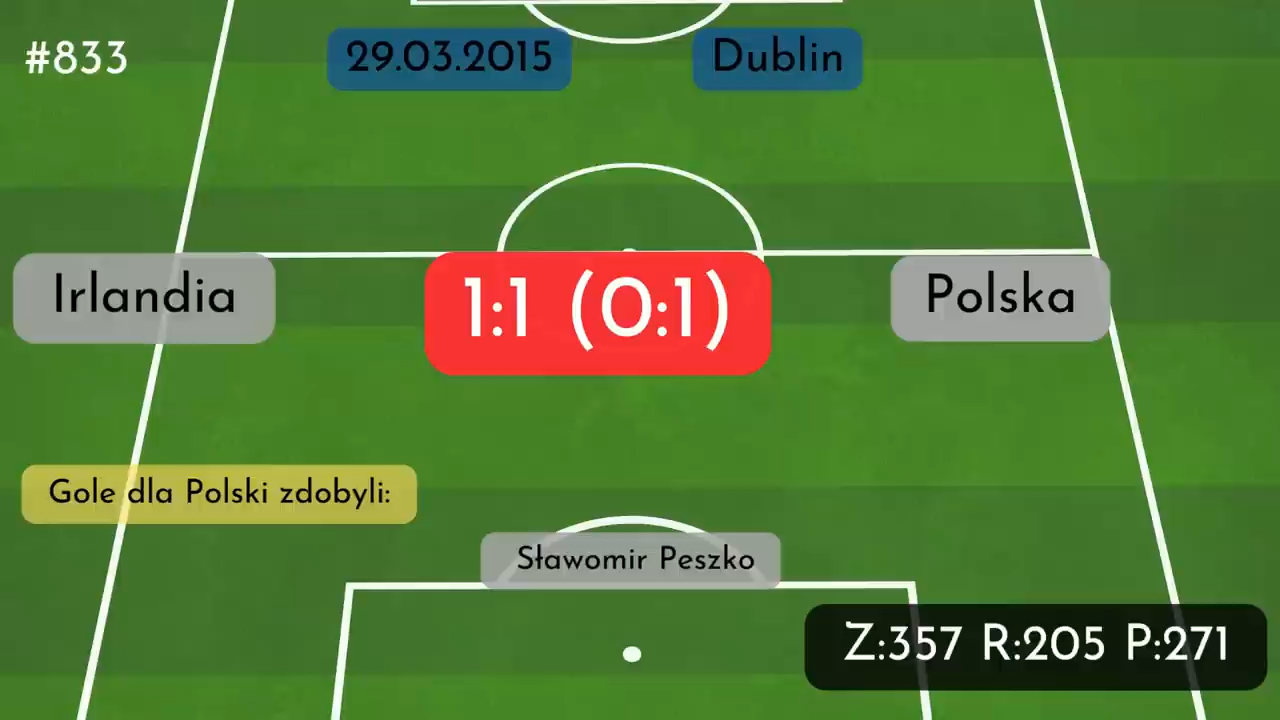 #833
29.03.2015
Dublin
Irlandia
1:1 (0:1)
Polska
Gole dla Polski zdobyli:
Sławomir Peszko
Z:357 R:205 P:271